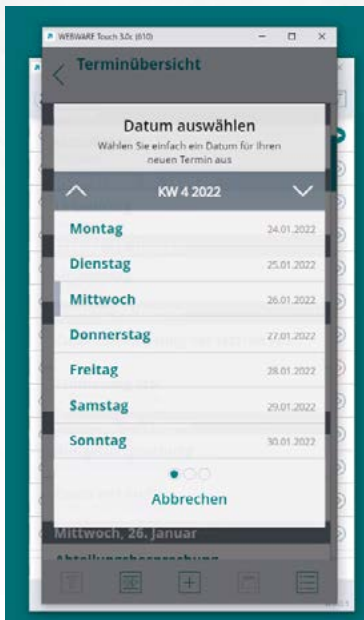 WEBWARE Touch 3.0c (610)
Terminübersicht
Datum auswählen
Wählen Sie einfach ein Datum für Ihren
neuen Termin aus
KW 4 2022
Montag 24.01.2022
Dienstag 25.01.2022
Mittwoch 26.01.2022
Donnerstag 27.01.2022
Freitag 28.01.2022
Samstag 29.01.2022
Sonntag 30.01.2022
Abbrechen
Mittwoch, 26. Januar
Abteilungsbesprechung